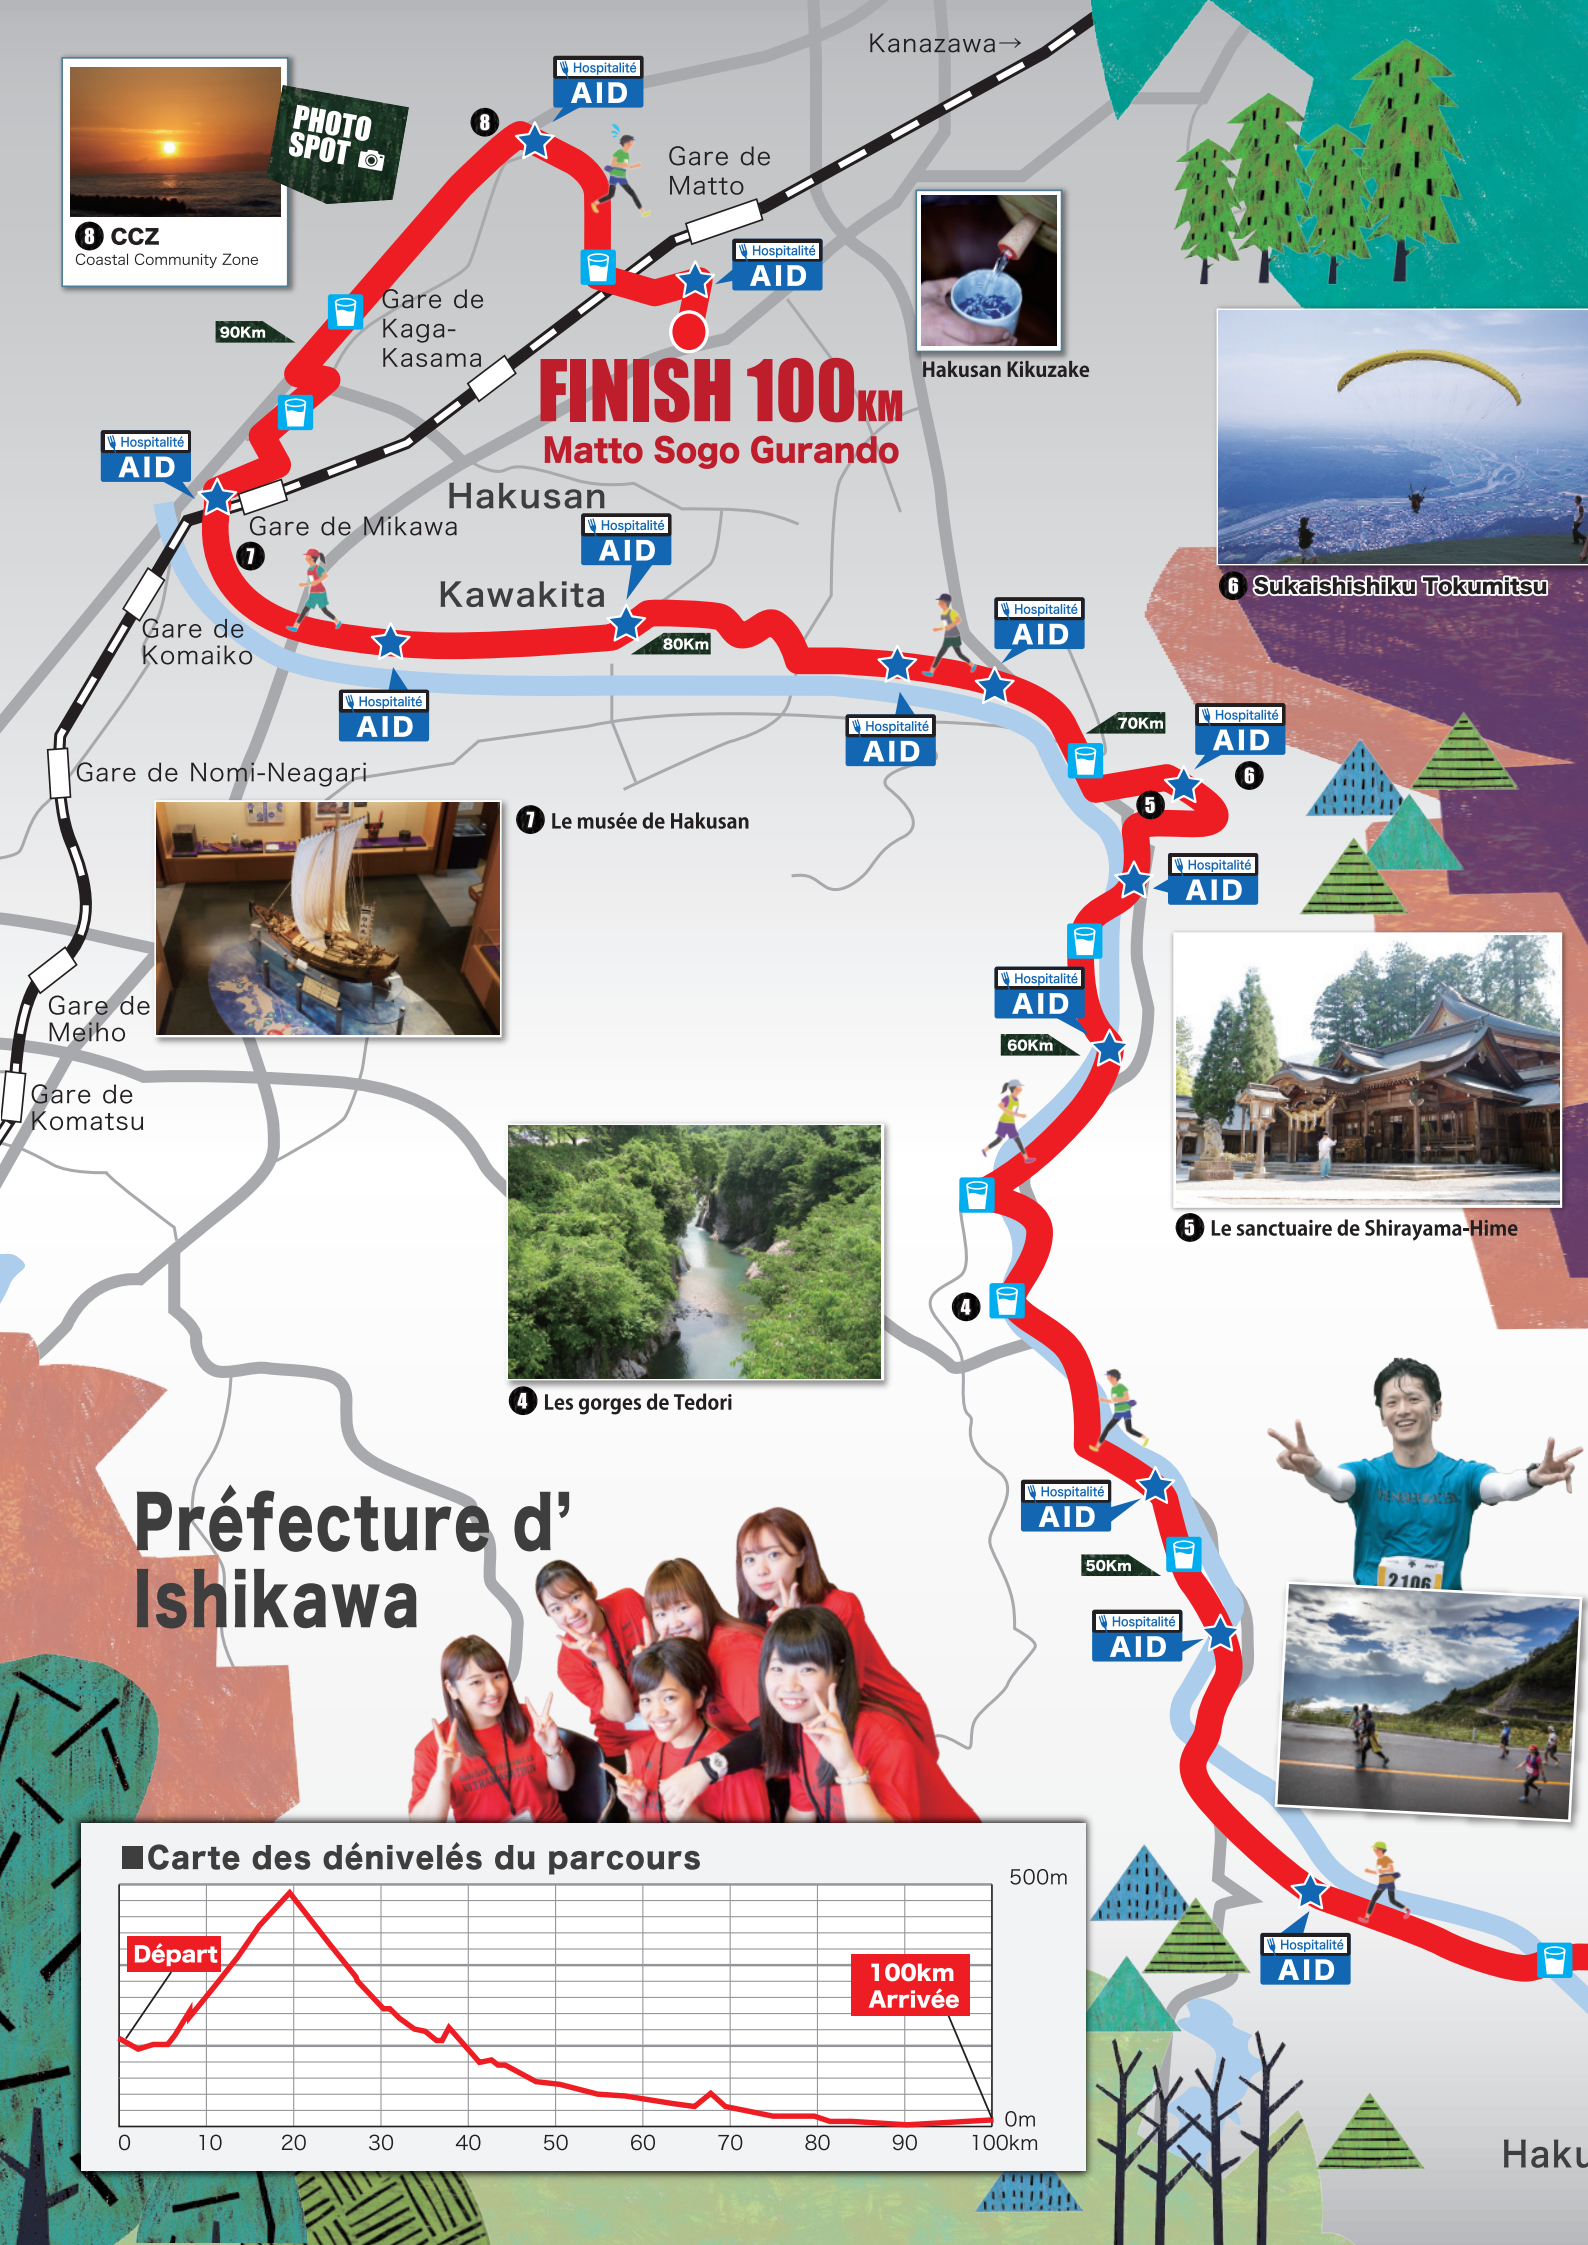 Kanazawa→
Hospitalité
AID
8
PHOTO
SPOT
Gare de
Matto
8 CCZ
Coastal Community Zone
Hospitalité
AID
Gare de
Kaga-
Kasama
90Km
FINISH 100KM
Matto Sogo Gurando
Hakusan Kikuzake
Hospitalité
AID
Hakusan
Gare de Mikawa
7
Hospitalité
AID
Kawakita
6 Sukaishishiku Tokumitsu
Gare de
Komaiko
80Km
Hospitalité
AID
Hospitalité
AID
Hospitalité
AID
70Km
Hospitalité
AID
6
5
Gare de Nomi-Neagari
7 Le musée de Hakusan
Hospitalité
AID
Hospitalité
AID
60Km
Gare de
Meiho
Gare de
Komatsu
5 Le sanctuaire de Shirayama-Hime
4
4 Les gorges de Tedori
Préfecture d’
Ishikawa
Hospitalité
AID
50Km
2106
Hospitalité
AID
Hospitalité
AID
■Carte des dénivelés du parcours
500m
Départ
100km
Arrivée
0m
0 10 20 30 40 50 60 70 80 90 100km
Haku